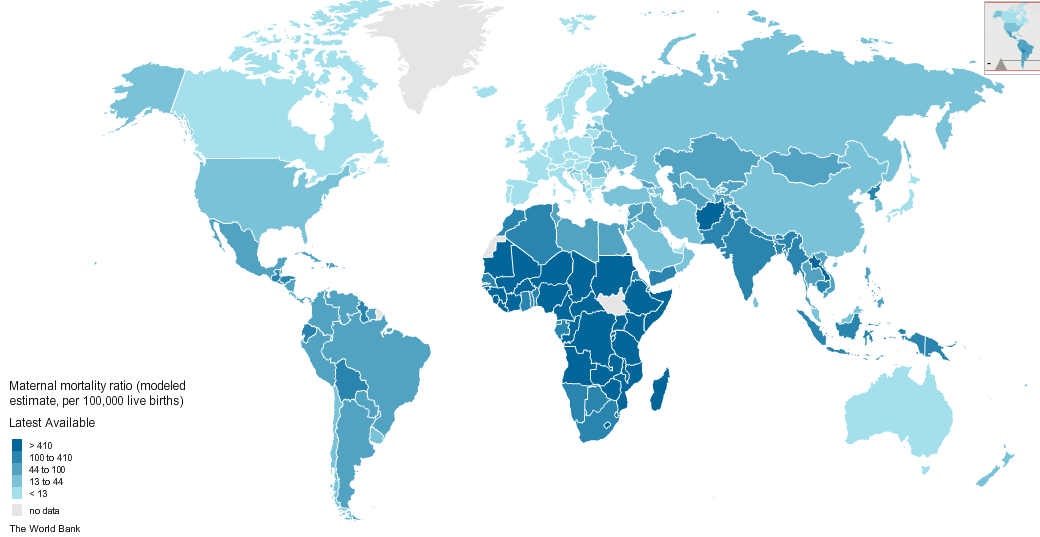 Maternal mortality ratio (modeled
estimate, per 100,000 live births)
Latest Available
> 410
100 to 410
44 to 100
13 to 44
< 13
no data
The World Bank